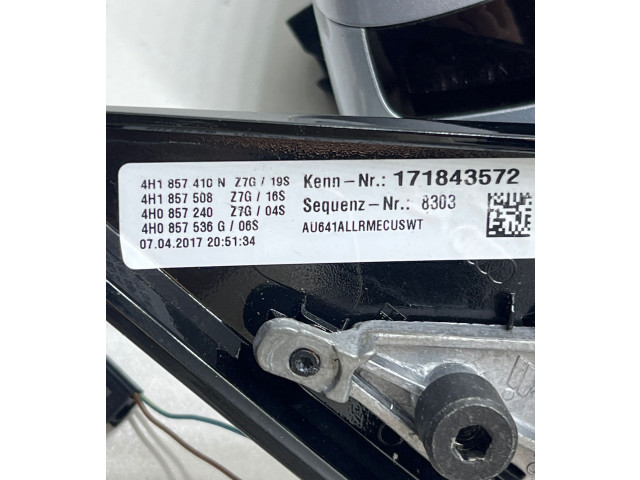 4H1 857 410 N Z7G / 19S
4H1 857 508 Z7G / 16S
4H0 857 240 Z7G / 04S
4H0 857 536 G / 06S
07.04.2017 20:51:34
Kenn-Nr.: 171843572
Sequenz-Nr.: 8303
AU641ALLRMECUSWT